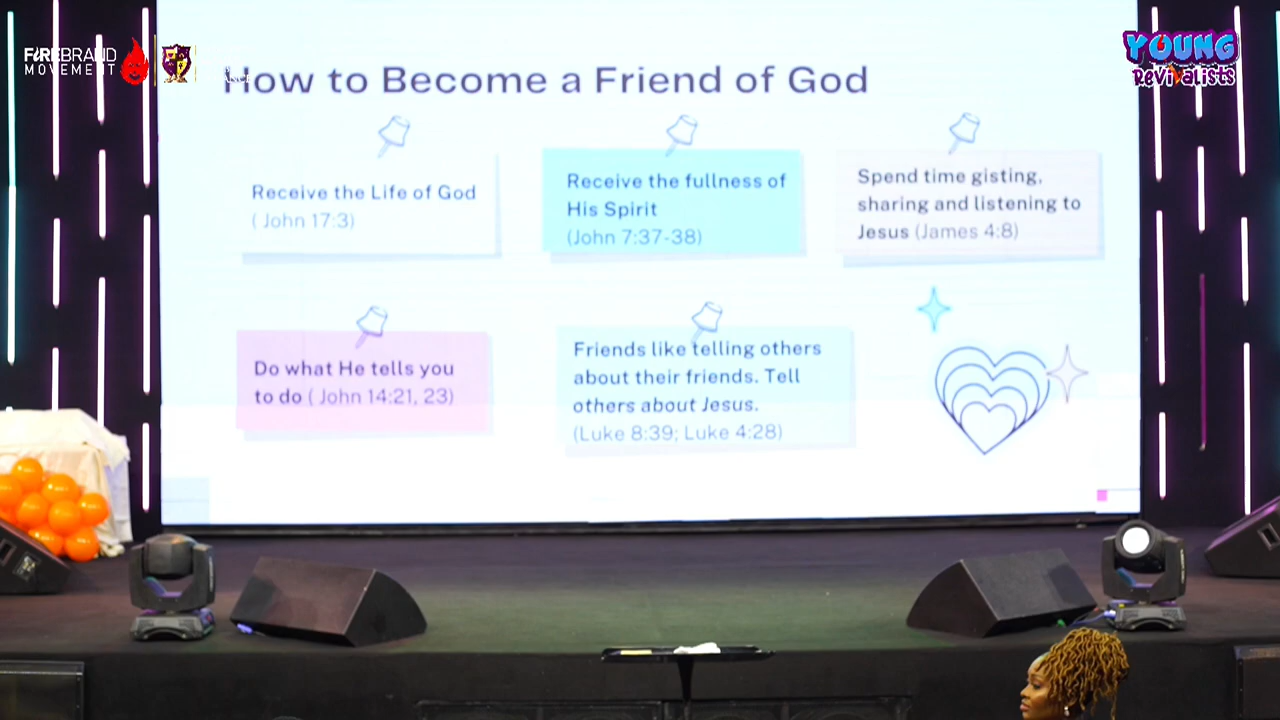 FIREBRAND
MOVEMENT
YOUNG
ReVivalists
How to Become a Friend of God
Receive the Life of God
( John 17:3)
Receive the fullness of
His Spirit
(John 7:37-38)
Spend time gisting,
sharing and listening to
Jesus (James 4:8)
Do what He tells you
to do ( John 14:21, 23)
Friends like telling others
about their friends. Tell
others about Jesus.
(Luke 8:39; Luke 4:28)